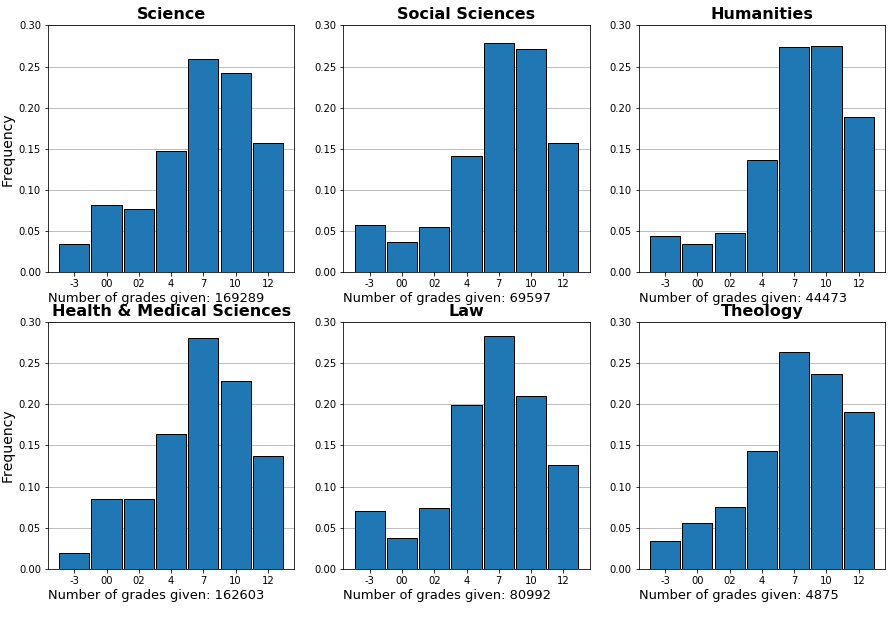 Science Social Sciences Humanities
0.30 0.30 0.30
0.25 0.25 0.25
0.20 0.20 0.20
0.15 0.15 0.15
0.10 0.10 0.10
0.05 0.05 0.05
0.00 0.00 0.00
Frequency
-3 00 02 4 7 10 12 -3 00 02 4 7 10 12 -3 00 02 4 7 10 12
Number of grades given: 169289 Number of grades given: 69597 Number of grades given: 44473
Health & Medical Sciences Law Theology
0.30 0.30 0.30
0.25 0.25 0.25
0.20 0.20 0.20
0.15 0.15 0.15
0.10 0.10 0.10
0.05 0.05 0.05
0.00 0.00 0.00
Frequency
-3 00 02 4 7 10 12 -3 00 02 4 7 10 12 -3 00 02 4 7 10 12
Number of grades given: 162603 Number of grades given: 80992 Number of grades given: 4875